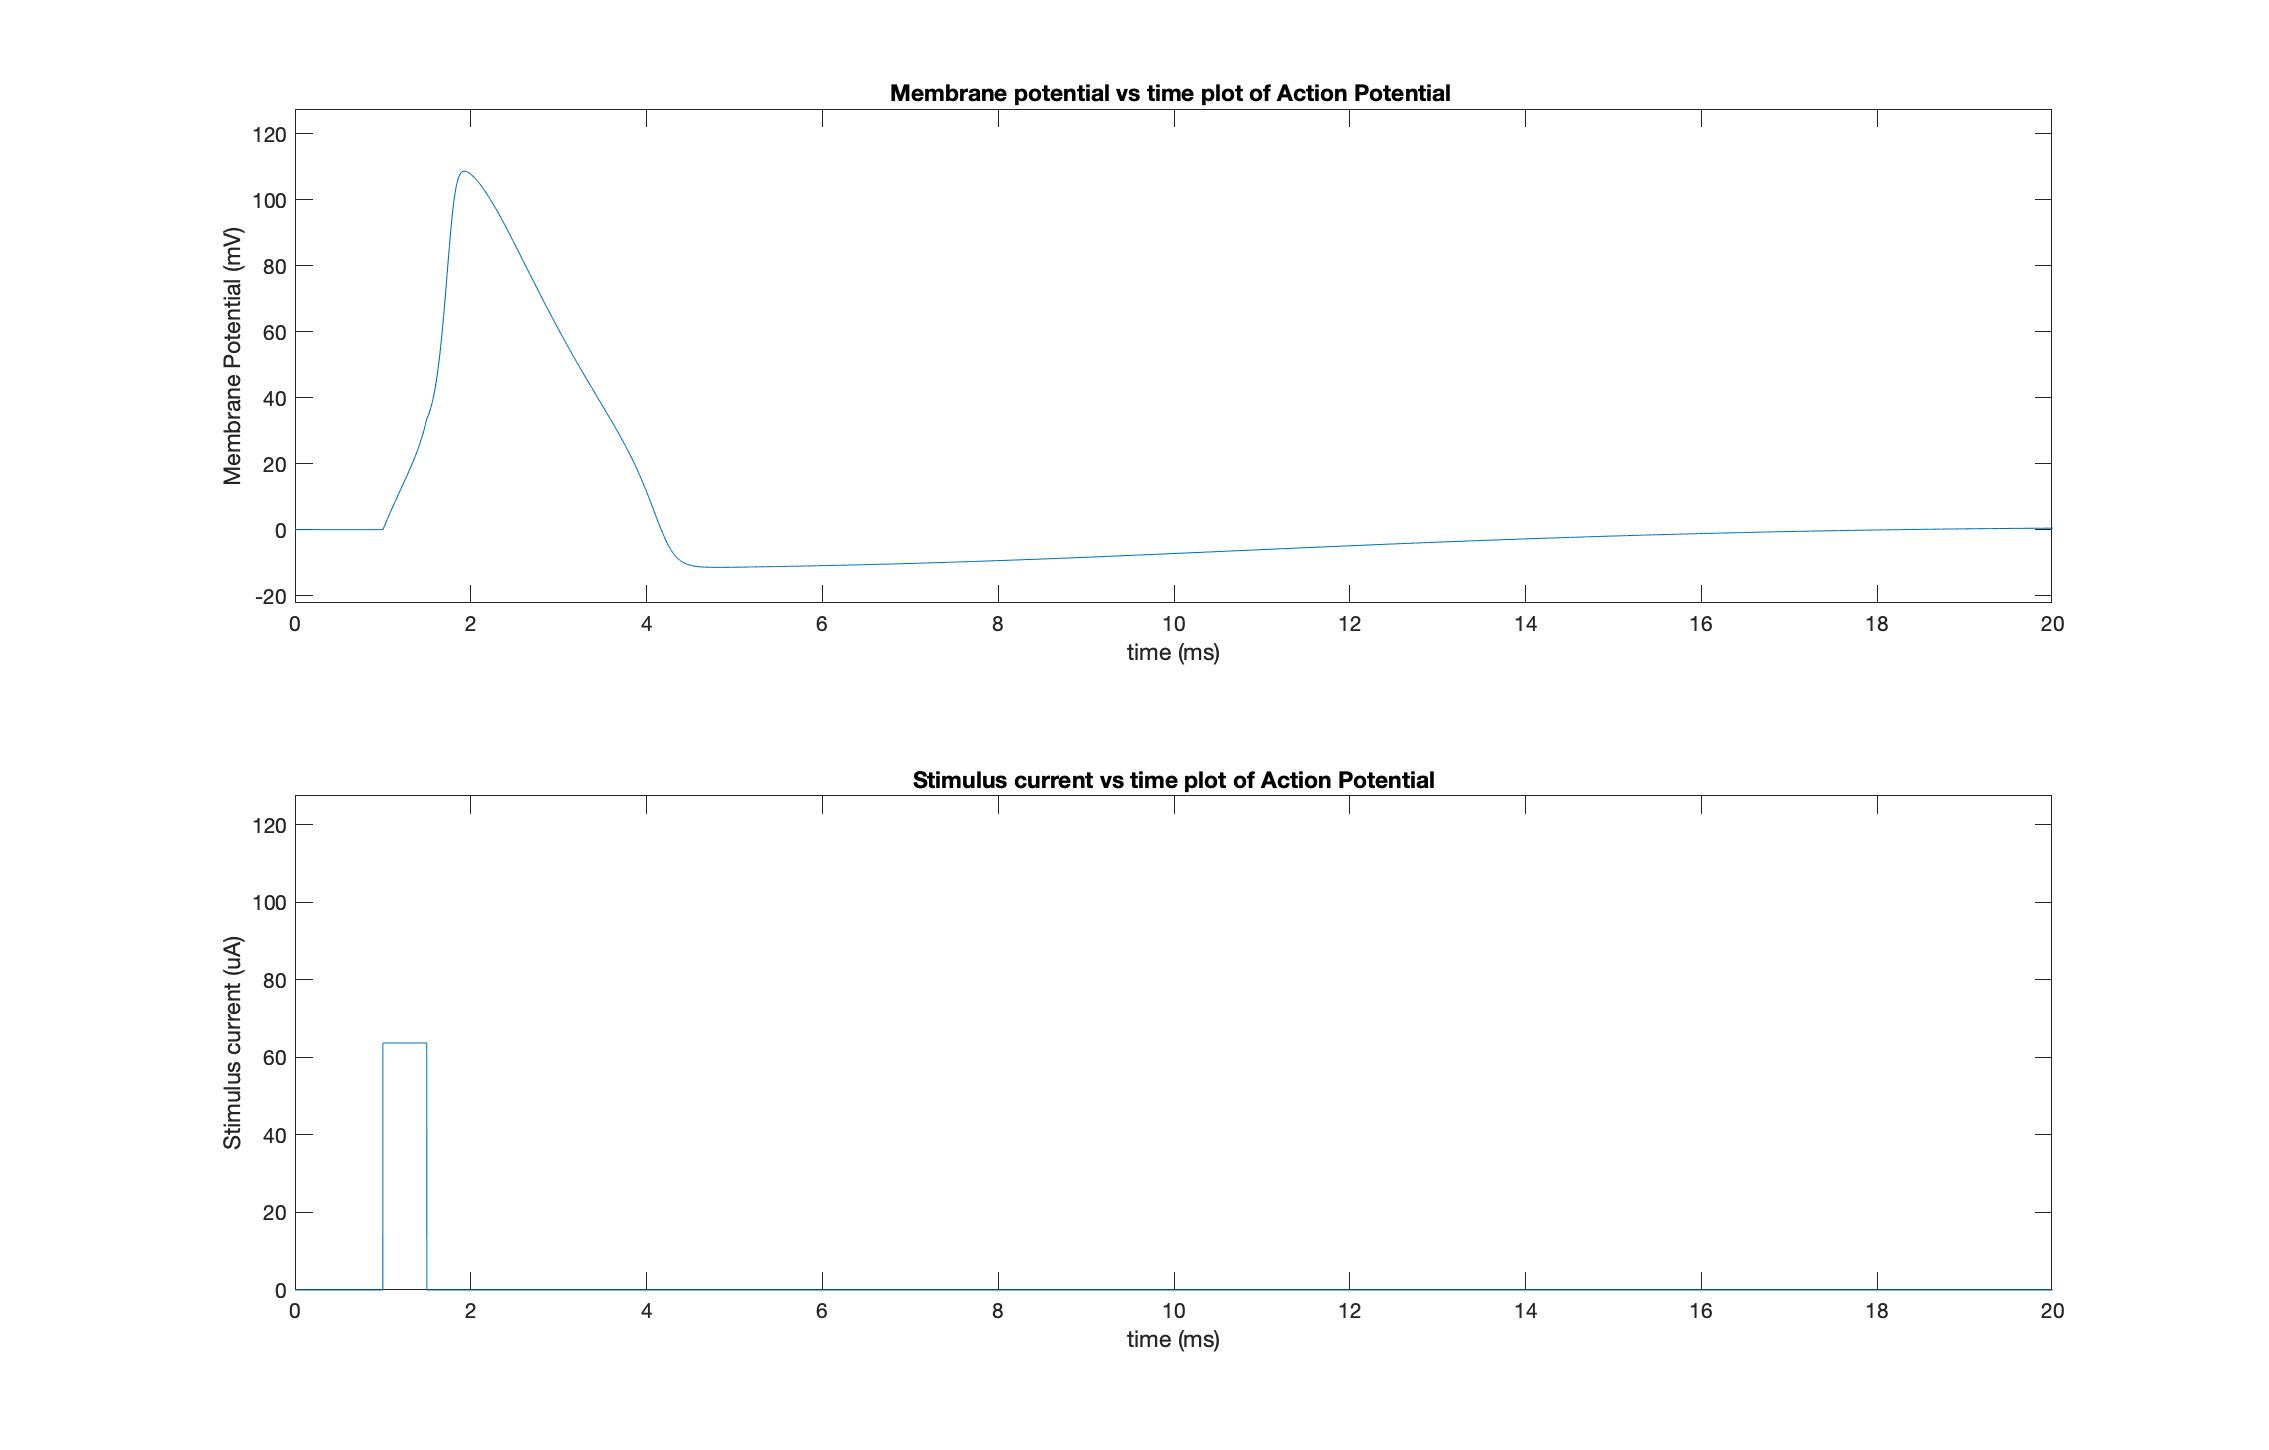 Membrane potential vs time plot of Action Potential
120
100
80
60
40
20
0
-20
Membrane Potential (mV)
0 2 4 6 8 10 12 14 16 18 20
time (ms)
Stimulus current vs time plot of Action Potential
120
100
80
60
40
20
0
Stimulus current (uA)
0 2 4 6 8 10 12 14 16 18 20
time (ms)